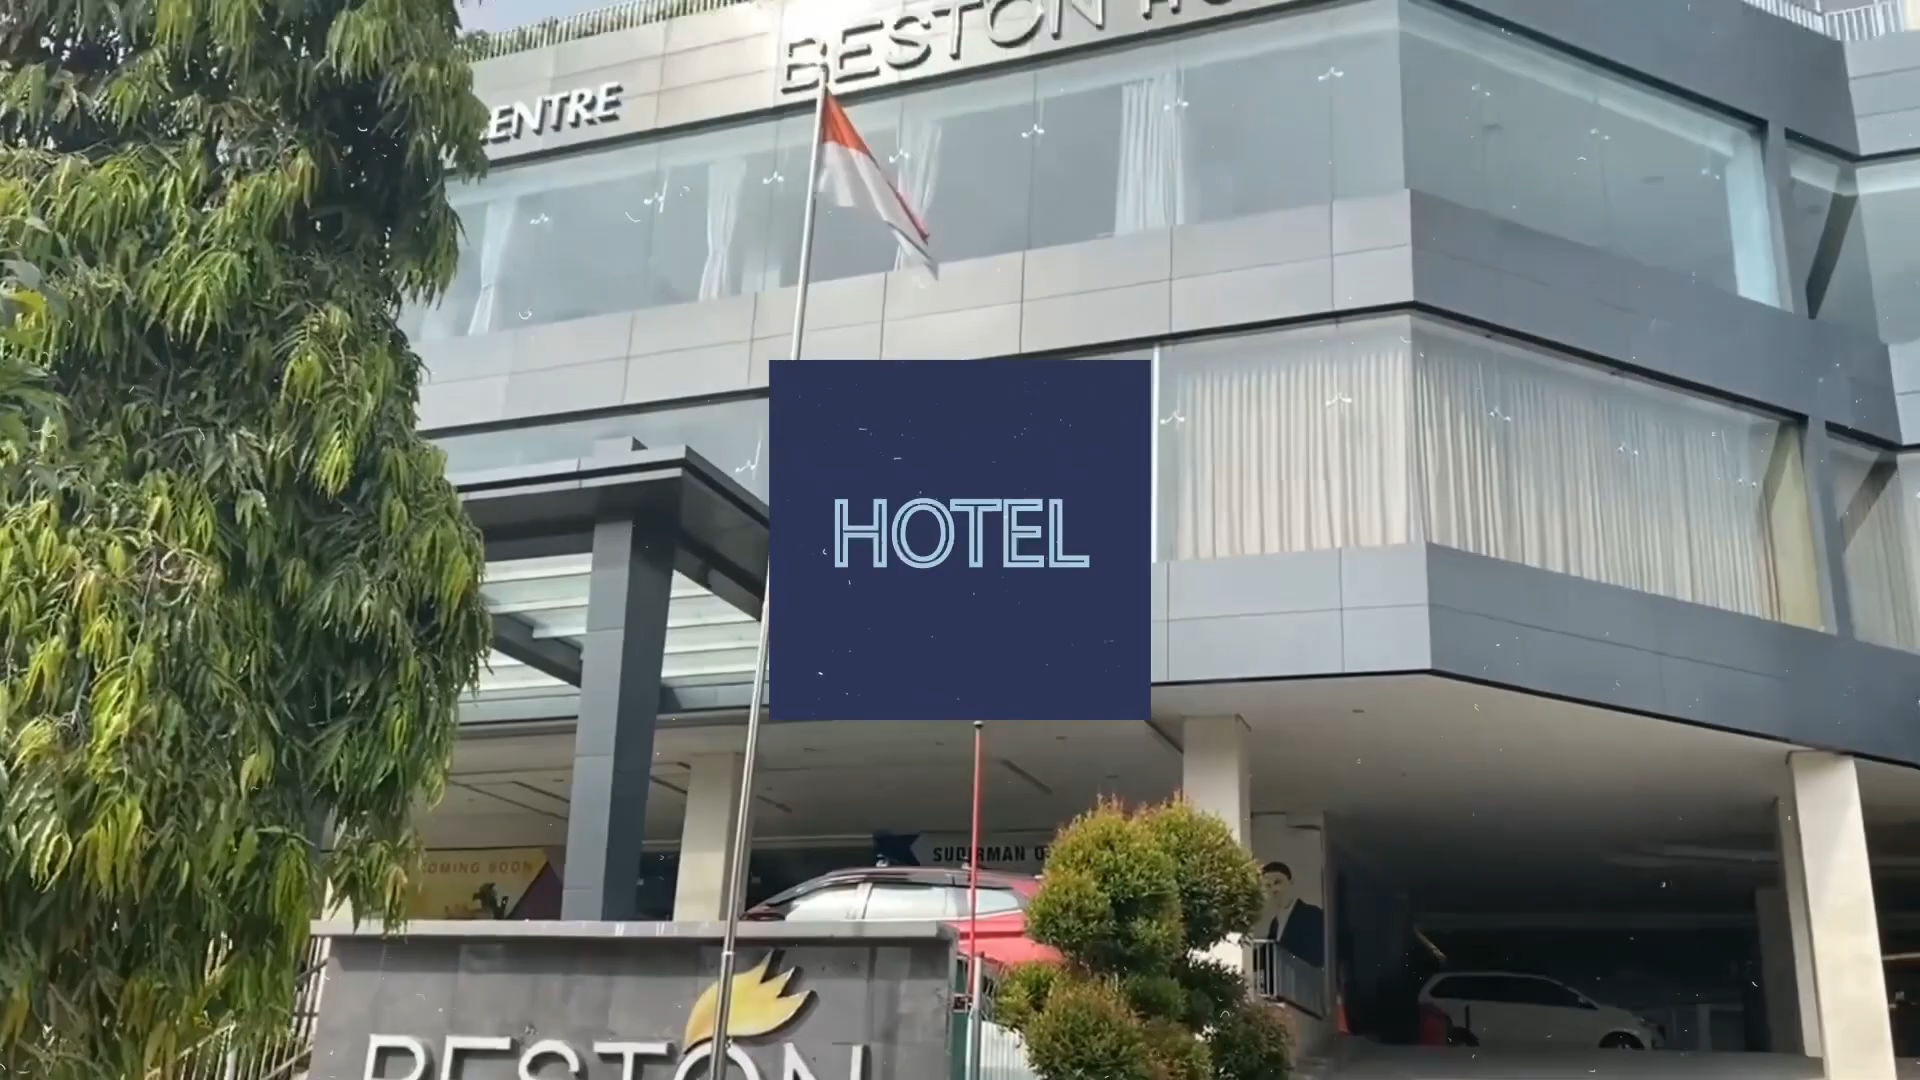 BESTON
ENTRE
HOTEL
COMING SOON
SUDIRMAN
BESTON